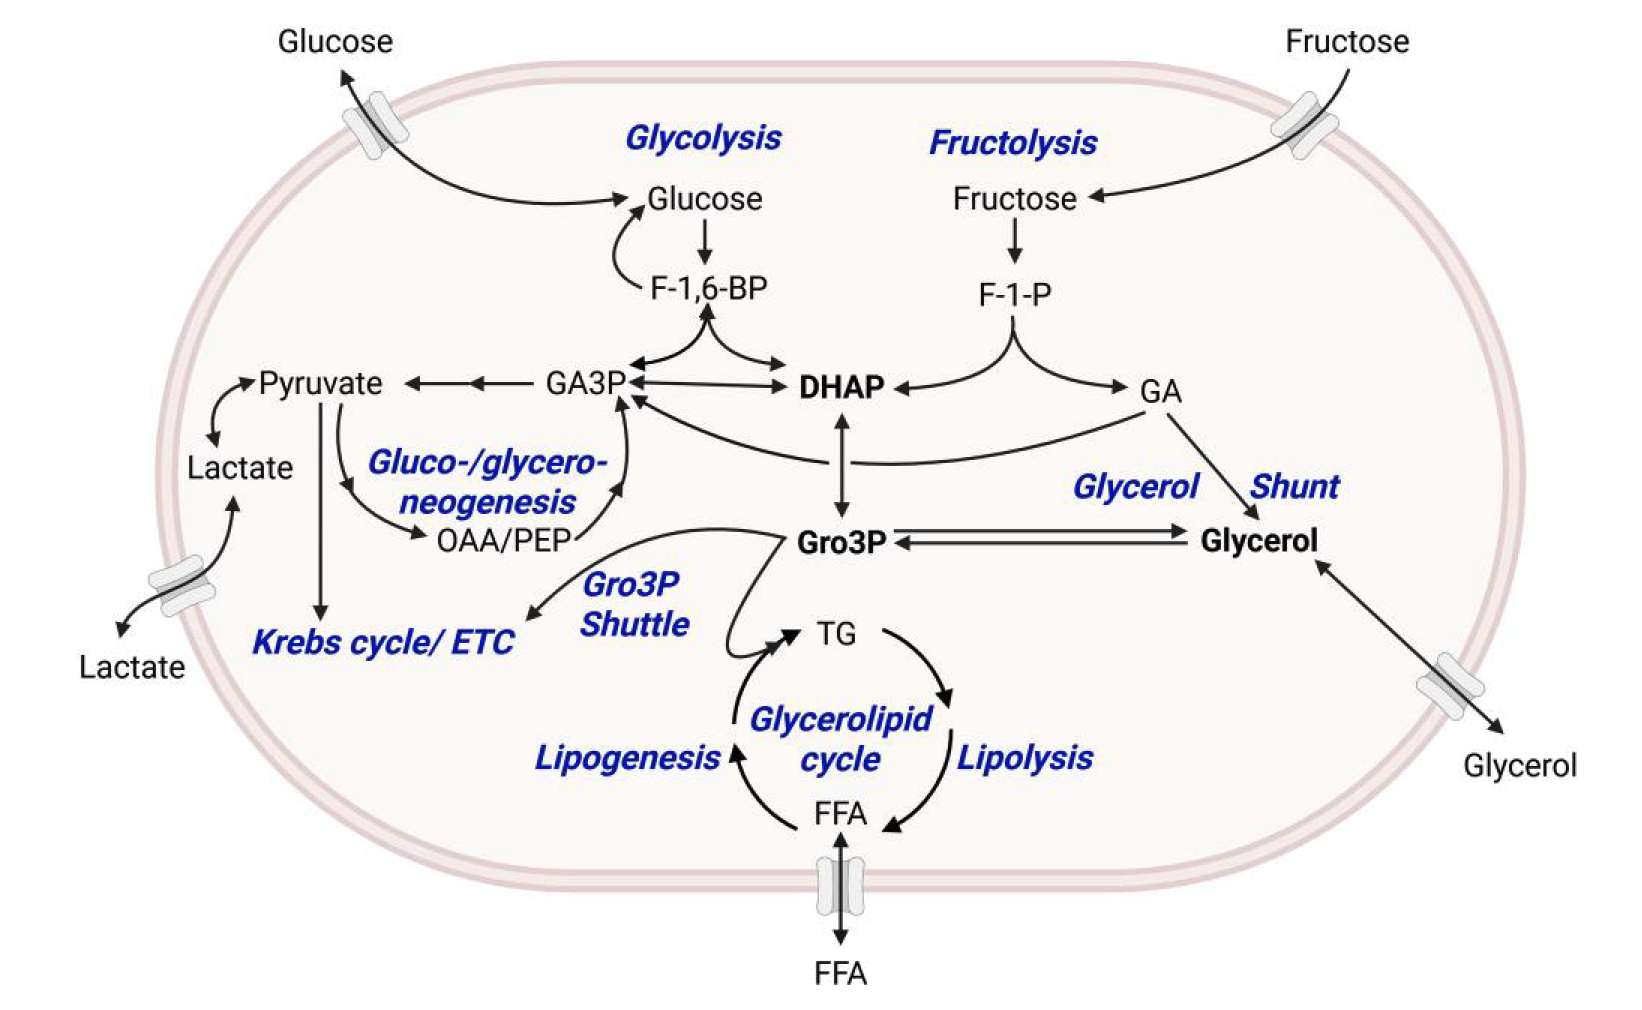 Glucose
Fructose
Glycolysis
Fructolysis
Glucose
Fructose
F-1,6-BP
F-1-P
Pyruvate
GA3P
DHAP
GA
Lactate
Gluco-/glycero-
neogenesis
Glycerol Shunt
OAA/PEP
Gro3P
Glycerol
Gro3P
Shuttle
Krebs cycle/ ETC
TG
Lactate
Glycerolipid
cycle
Lipogenesis
Lipolysis
Glycerol
FFA
FFA